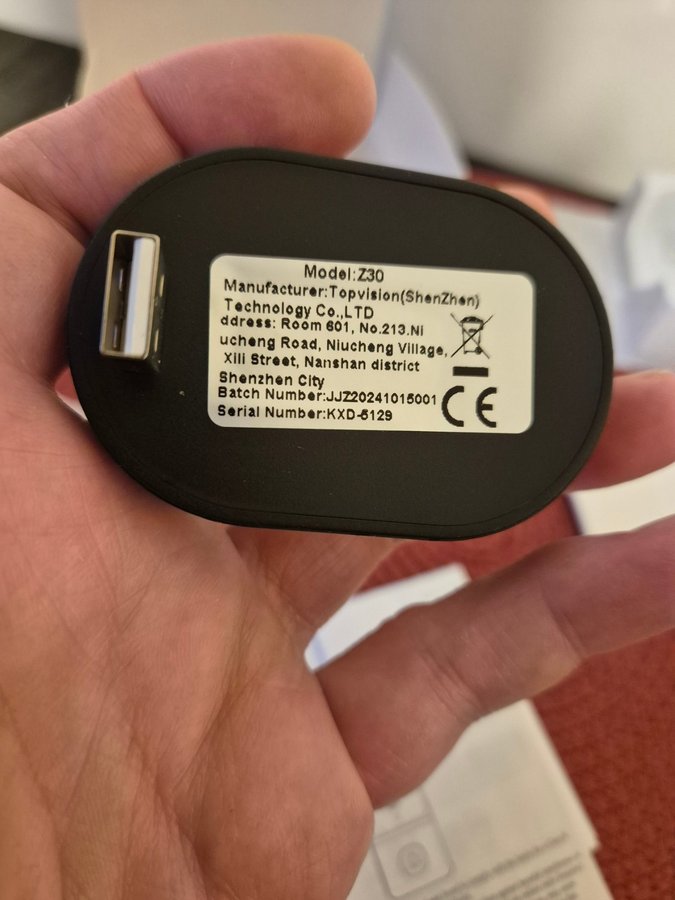 Model:Z30
Manufacturer:Topvision(ShenZhen)
Technology Co.,LTD
ddress: Room 601, No.213.Ni
ucheng Road, Niucheng Village,
Xili Street, Nanshan district
Shenzhen City
Batch Number:JJZ20241015001
Serial Number:KXD-5129
CE